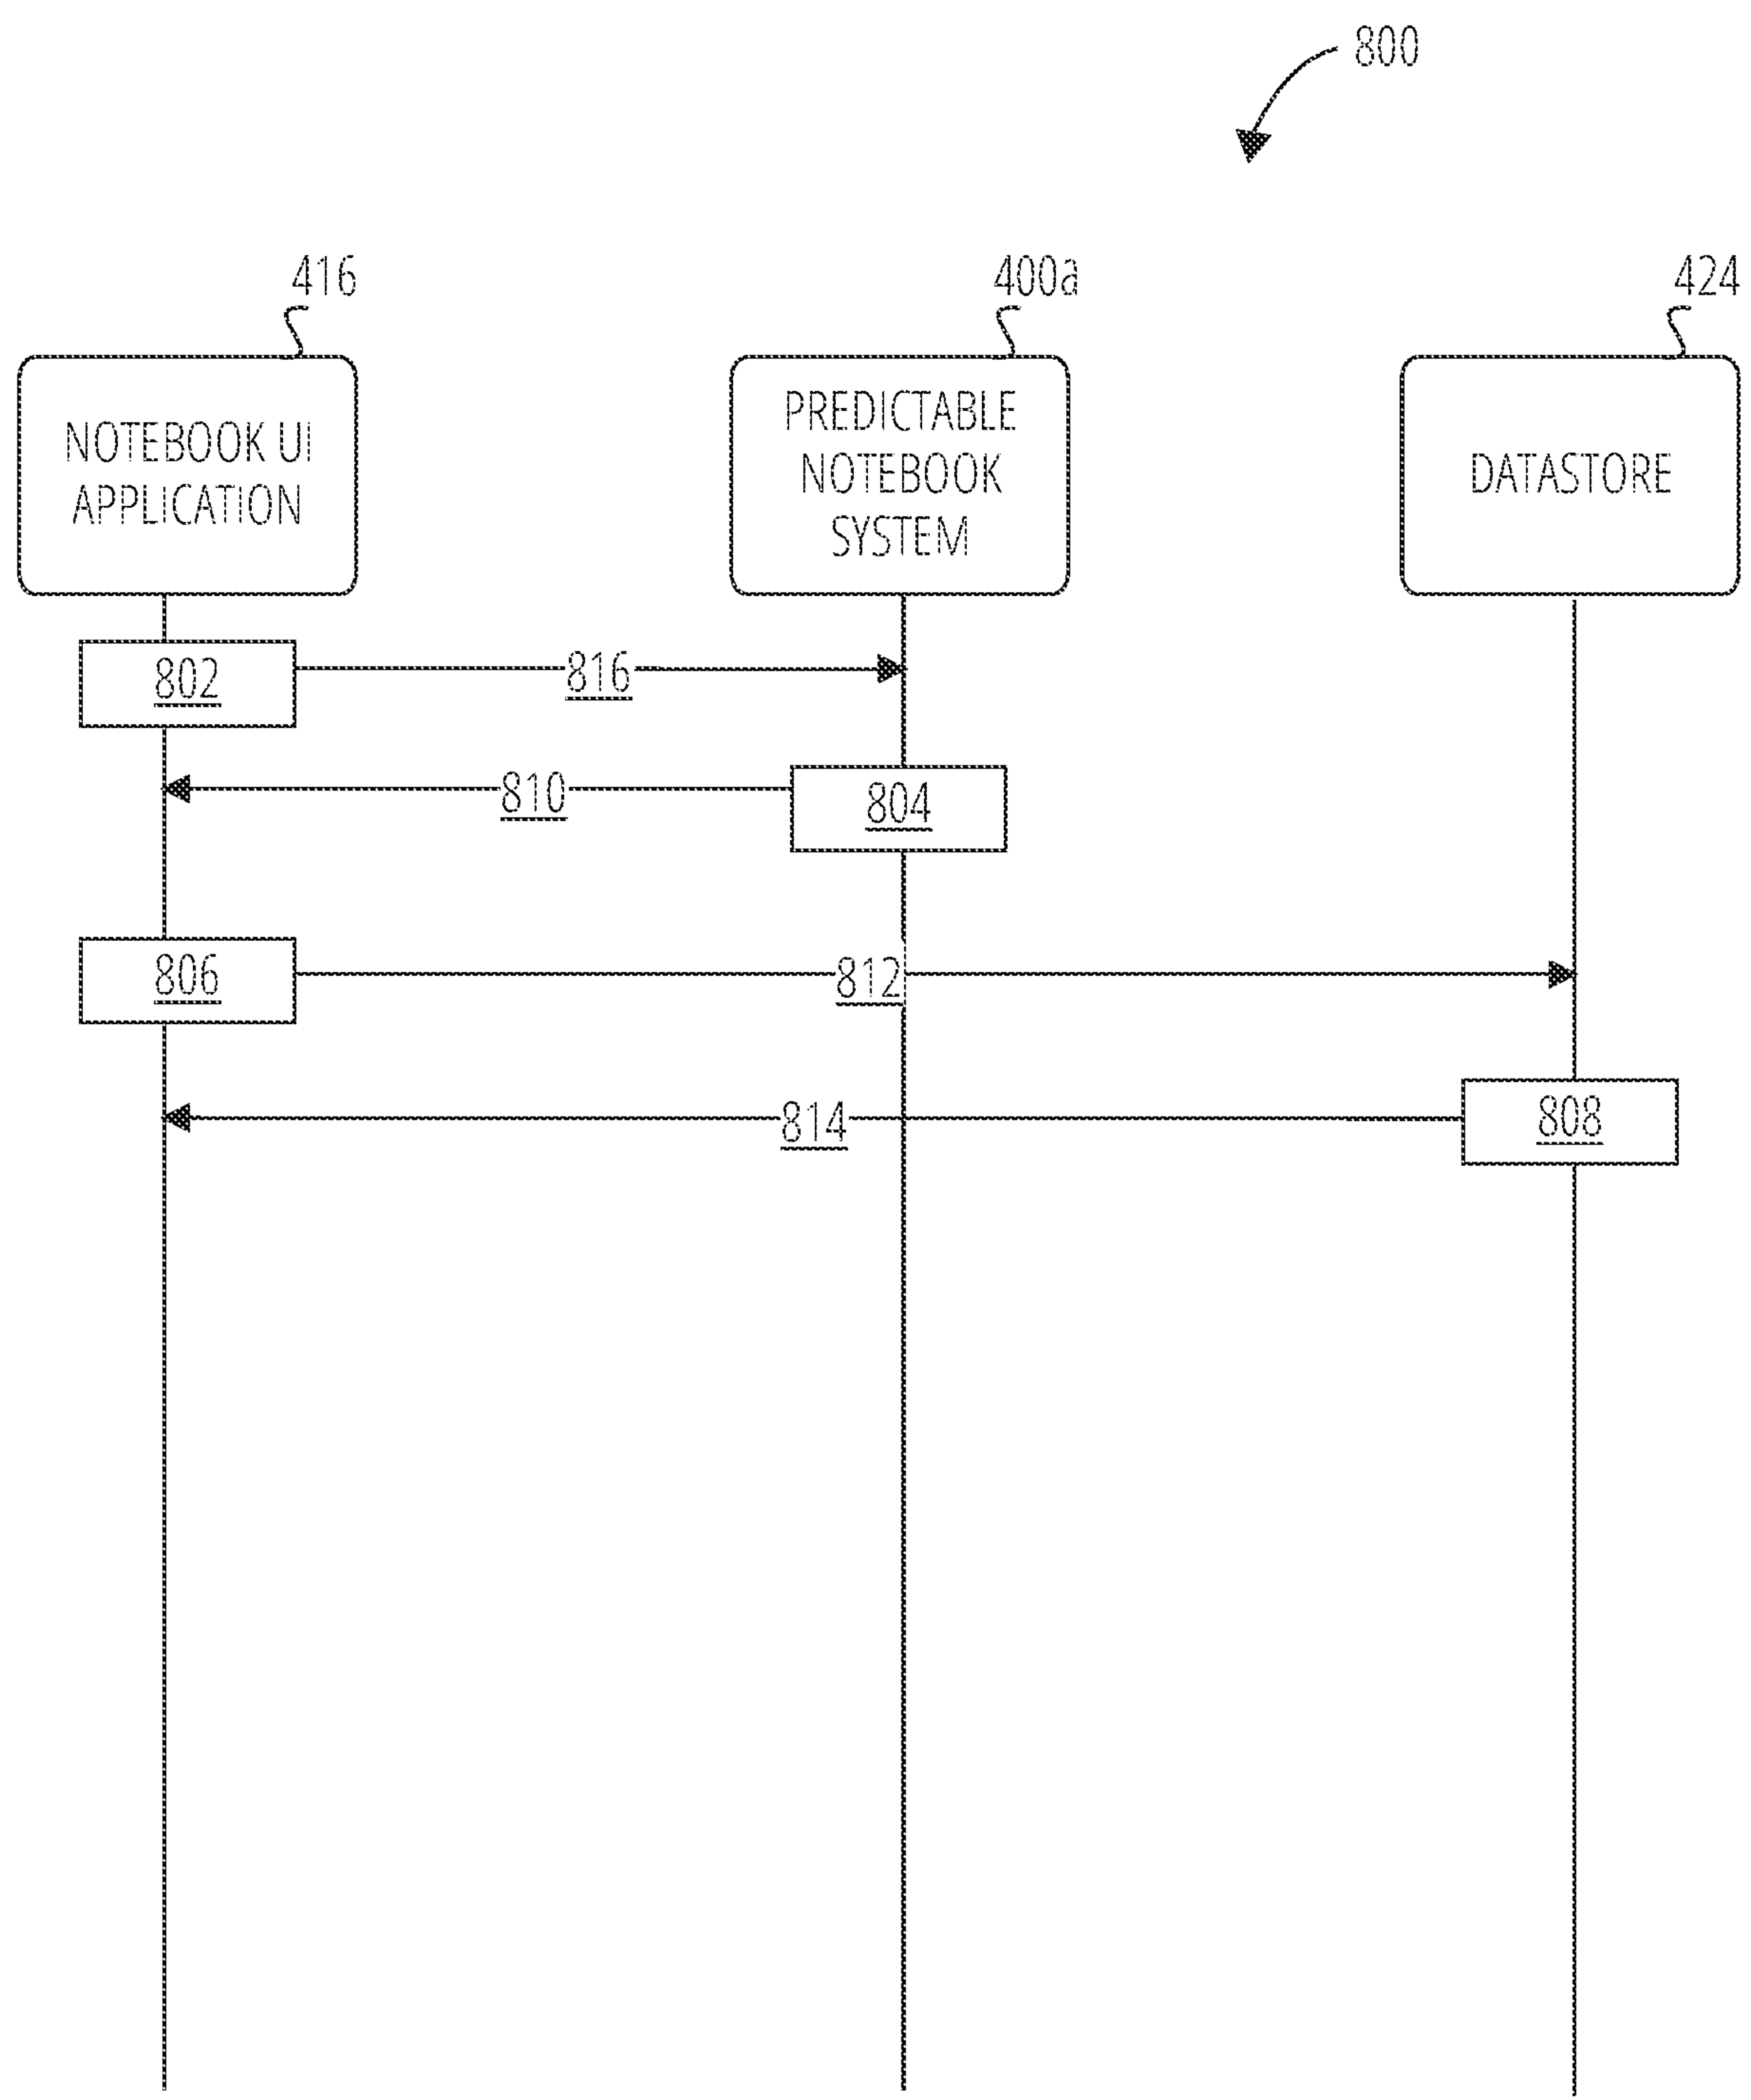 800
416
400a
424
NOTEBOOK UI
APPLICATION
PREDICTABLE
NOTEBOOK
SYSTEM
DATASTORE
802
816
810
804
806
812
814
808